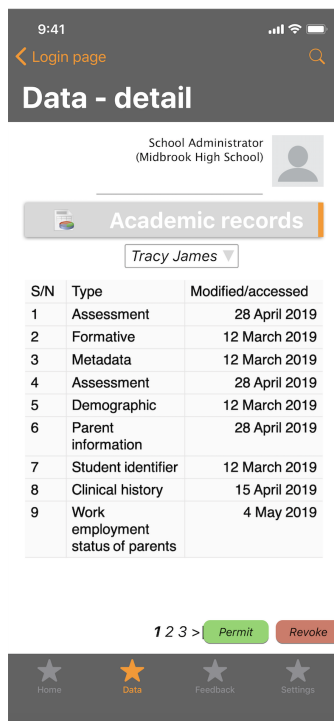 9:41
Login page
Data - detail
School Administrator
(Midbrook High School)
Academic records
Tracy James
S/N Type Modified/accessed
1 Assessment 28 April 2019
2 Formative 12 March 2019
3 Metadata 12 March 2019
4 Assessment 28 April 2019
5 Demographic 12 March 2019
6 Parent 28 April 2019
information
7 Student identifier 12 March 2019
8 Clinical history 15 April 2019
9 Work 4 May 2019
employment
status of parents
1 2 3 >| Permit Revoke
Home Data Feedback Settings